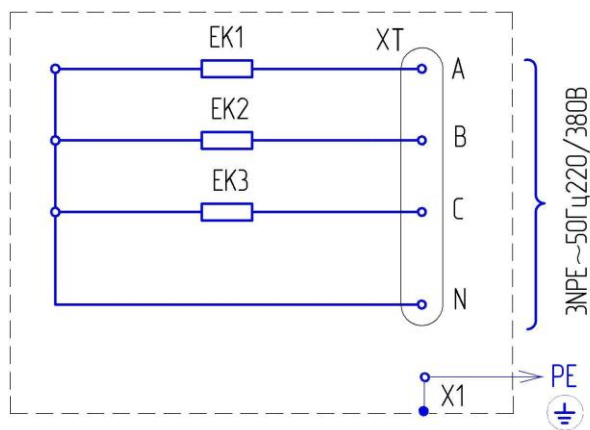 EK1
XT
A
EK2
B
EK3
C
N
3NPE~50Гц220/380В
PE
X1